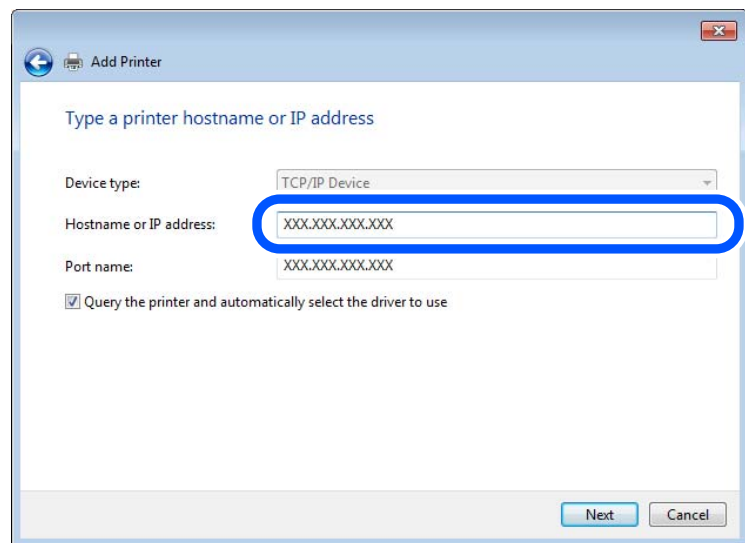 Add Printer
Type a printer hostname or IP address
Device type: TCP/IP Device
Hostname or IP address: XXX.XXX.XXX.XXX
Port name: XXX.XXX.XXX.XXX
Query the printer and automatically select the driver to use
Next Cancel